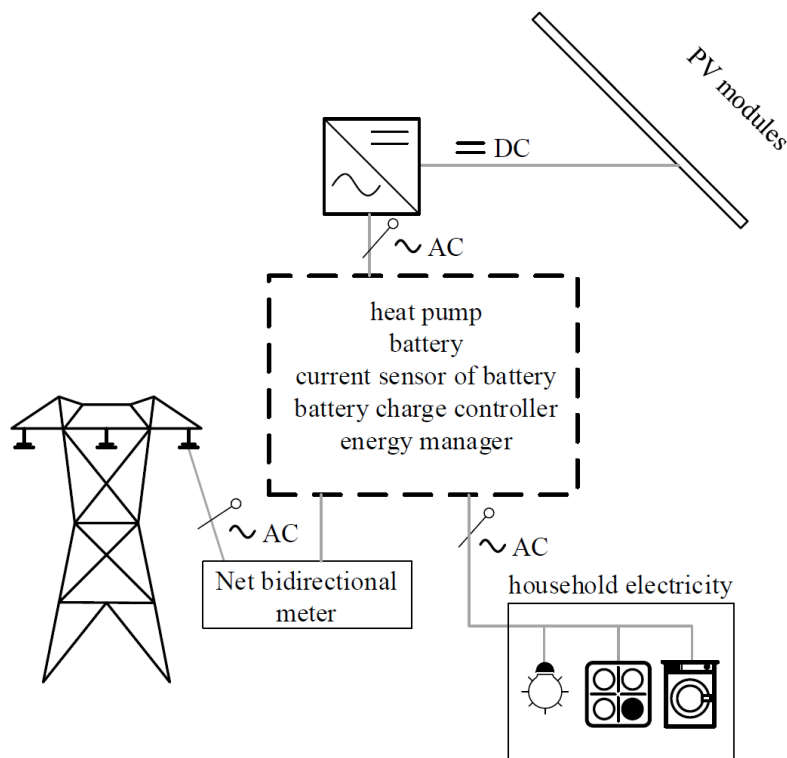 PV modules
DC
AC
heat pump
battery
current sensor of battery
battery charge controller
energy manager
AC
AC
Net bidirectional
meter
household electricity